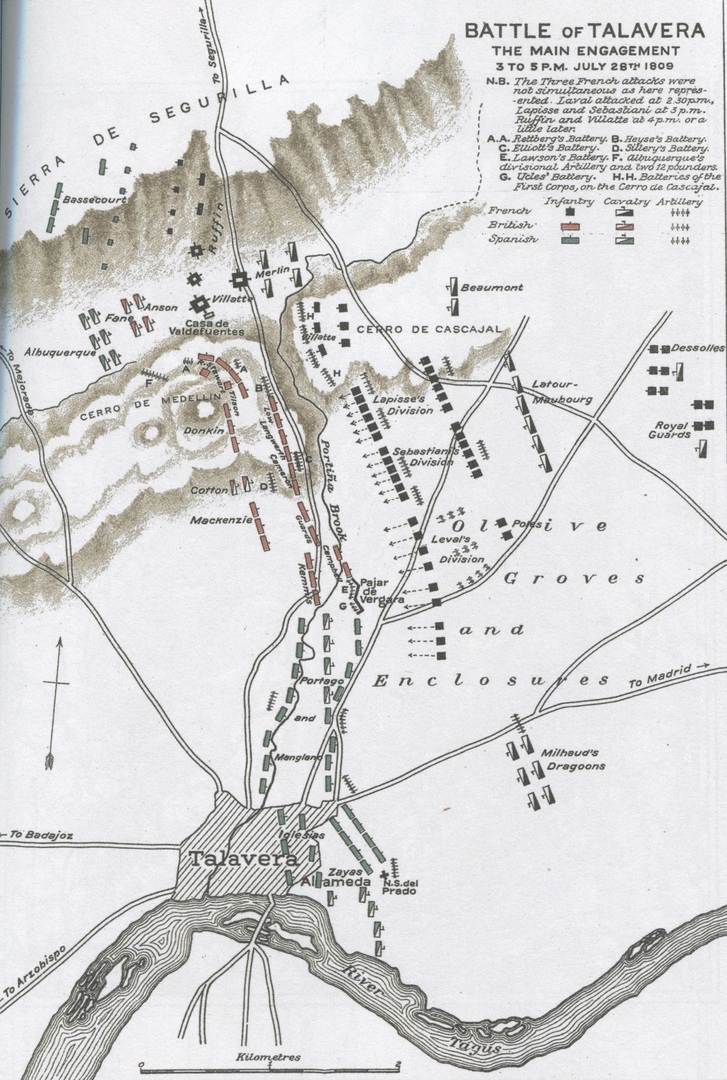 BATTLE OF TALAVERA
THE MAIN ENGAGEMENT
3 TO 5 P.M. JULY 28TH 1809
N.B. The Three French attacks were
not simultaneous as here repres-
-ented. Laval attacked at 2.30p.m.,
Lapisse and Sebastiani at 3 p.m.
Ruffin and Villatte at 4 p.m. or a
little later
A.A. Rettberg's Battery. B. Heyse's Battery.
C. Elliott's Battery. D. Sillery's Battery.
E. Lawson's Battery. F. Albuquerque's
divisional Artillery and two 12 pounders
G. Uclés' Battery. H.H. Batteries of the
First Corps, on the Cerro de Cascajal.
Infantry Cavalry Artillery
French
British
Spanish
To Segurilla
SIERRA DE SEGURILLA
Bassecourt
Ruffin
Merlin
Villatte
Casa de
Valdefuentes
Anson
Fane
Albuquerque
To Mejorada
Beaumont
H
Villatte
CERRO DE CASCAJAL
H
Dessolles
Latour-
Maubourg
Royal
Guards
F
A
R. Stewart
A
B
Tilson
CERRO DE MEDELLIN
Donkin
Low
Langwerth
Cameron
Lapisse's
Division
Sebastiani's
Division
Cotton
D
C
Mackenzie
Guards
Portiña Brook
Campbell
Kemmis
Poles
Leval's
Division
Olive
Groves
and
Enclosures
E
G
Pajar
de
Vergara
Portago
and
Manglano
To Madrid
Milhaud's
Dragoons
To Badajoz
Talavera
Iglesias
Zayas
Alameda
N.S. del
Prado
To Arzobispo
River
Tagus
Kilometres
0 1 2